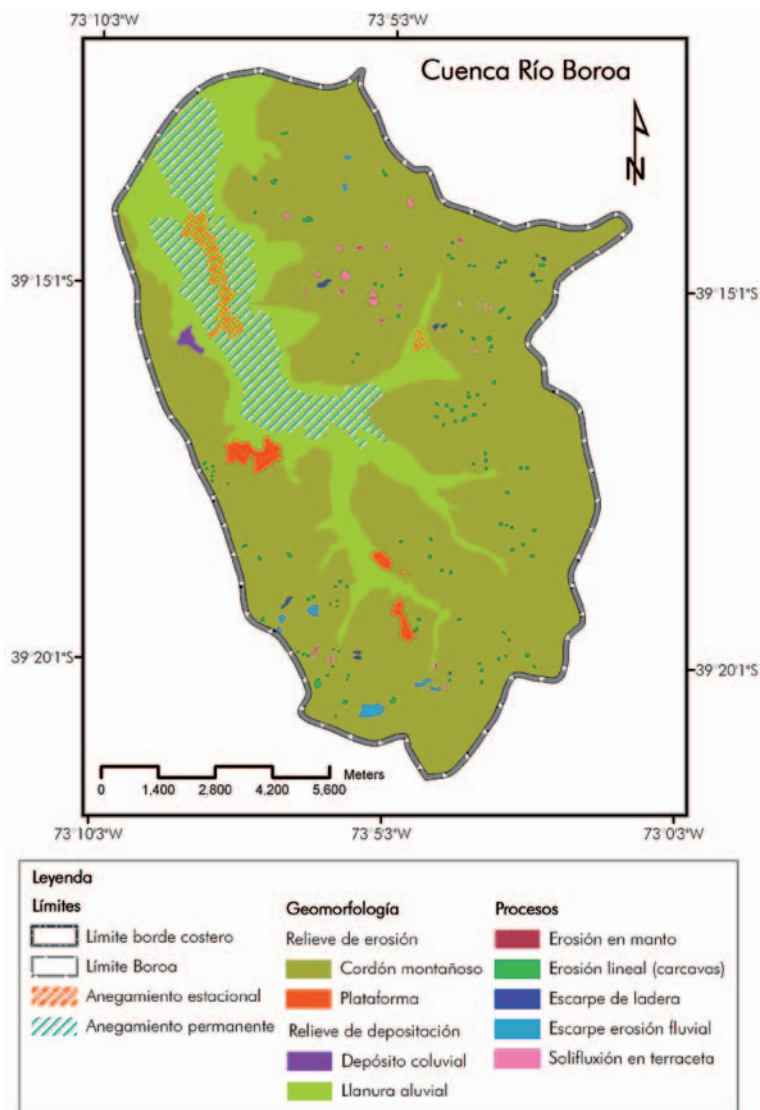 73°10'3"W 73°53'W
Cuenca Río Boroa
N
39°15'1"S 39°15'1"S
39°20'1"S 39°20'1"S
Meters
0 1,400 2,800 4,200 5,600
73°10'3"W 73°53'W 73°0'3"W
Leyenda
Límites
Límite borde costero
Límite Boroa
Anegamiento estacional
Anegamiento permanente
Geomorfología
Relieve de erosión
Cordón montañoso
Plataforma
Relieve de depositación
Depósito coluvial
Llanura aluvial
Procesos
Erosión en manto
Erosión lineal (carcavas)
Escarpe de ladera
Escarpe erosión fluvial
Solifluxión en terraceta